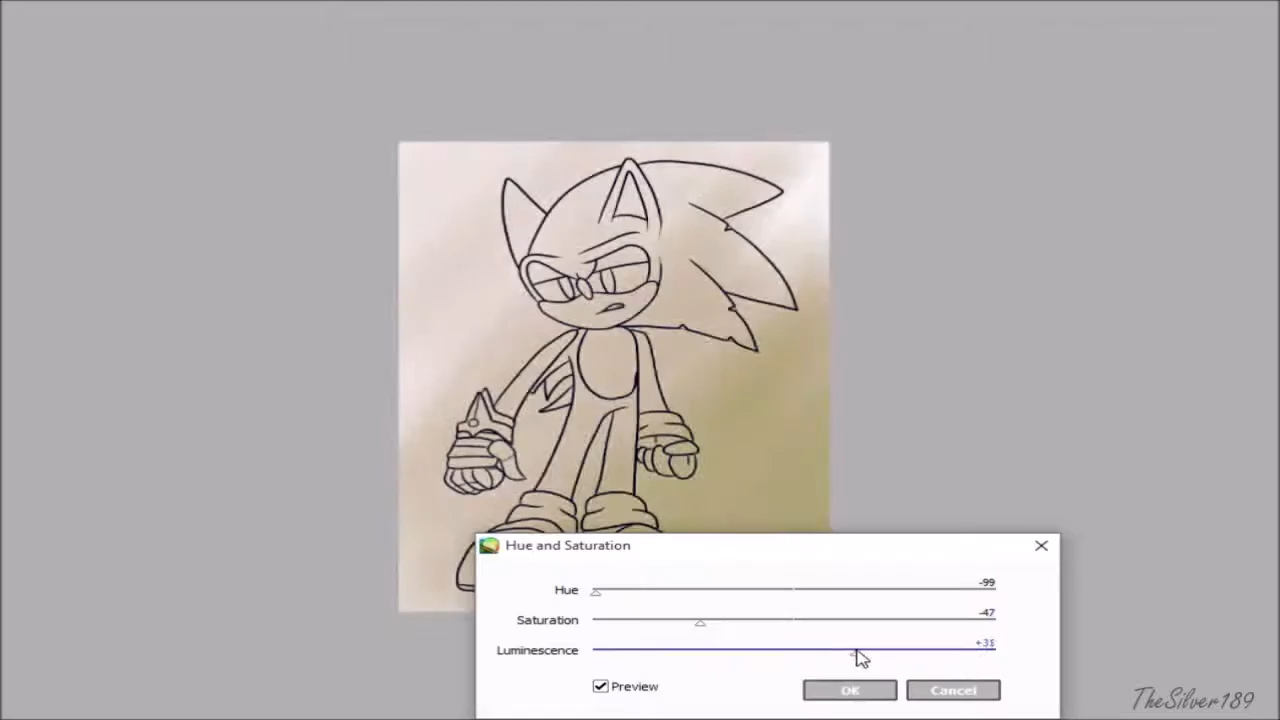 Hue and Saturation
Hue -99
Saturation -47
Luminescence
Preview OK Cancel
TheSilver189